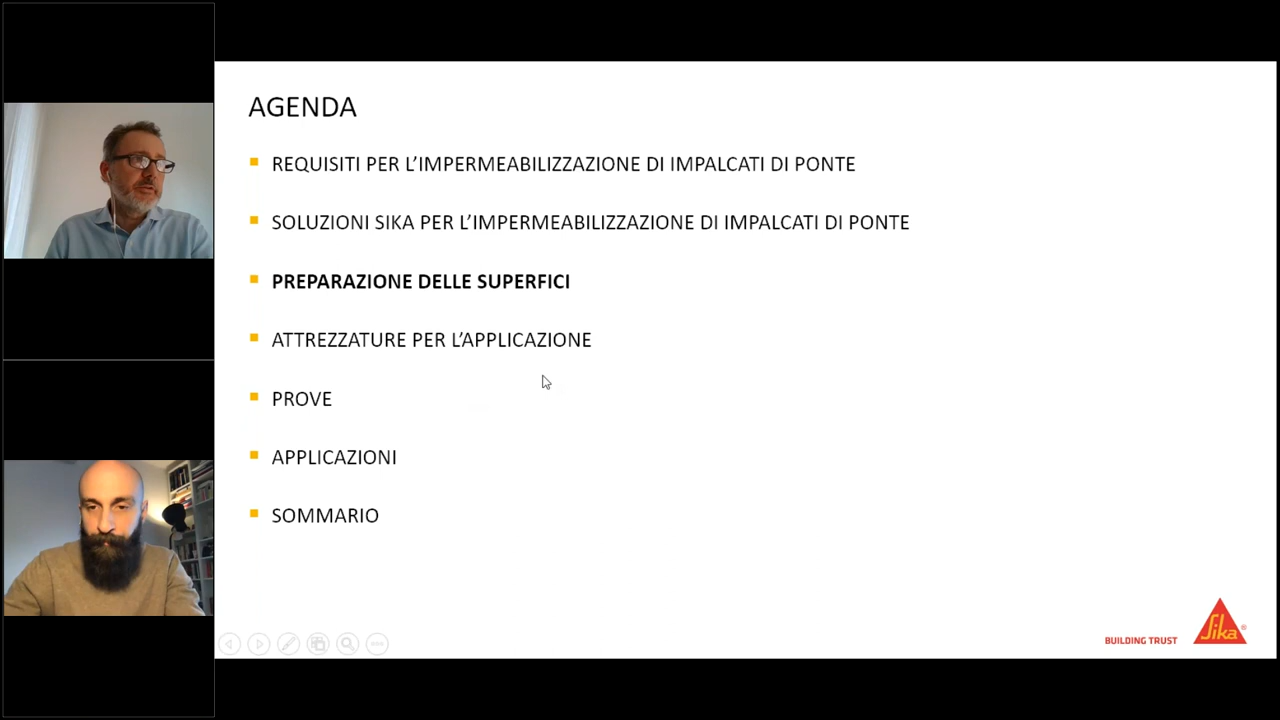 AGENDA
REQUISITI PER L’IMPERMEABILIZZAZIONE DI IMPALCATI DI PONTE
SOLUZIONI SIKA PER L’IMPERMEABILIZZAZIONE DI IMPALCATI DI PONTE
PREPARAZIONE DELLE SUPERFICI
ATTREZZATURE PER L’APPLICAZIONE
PROVE
APPLICAZIONI
SOMMARIO
BUILDING TRUST
Sika®